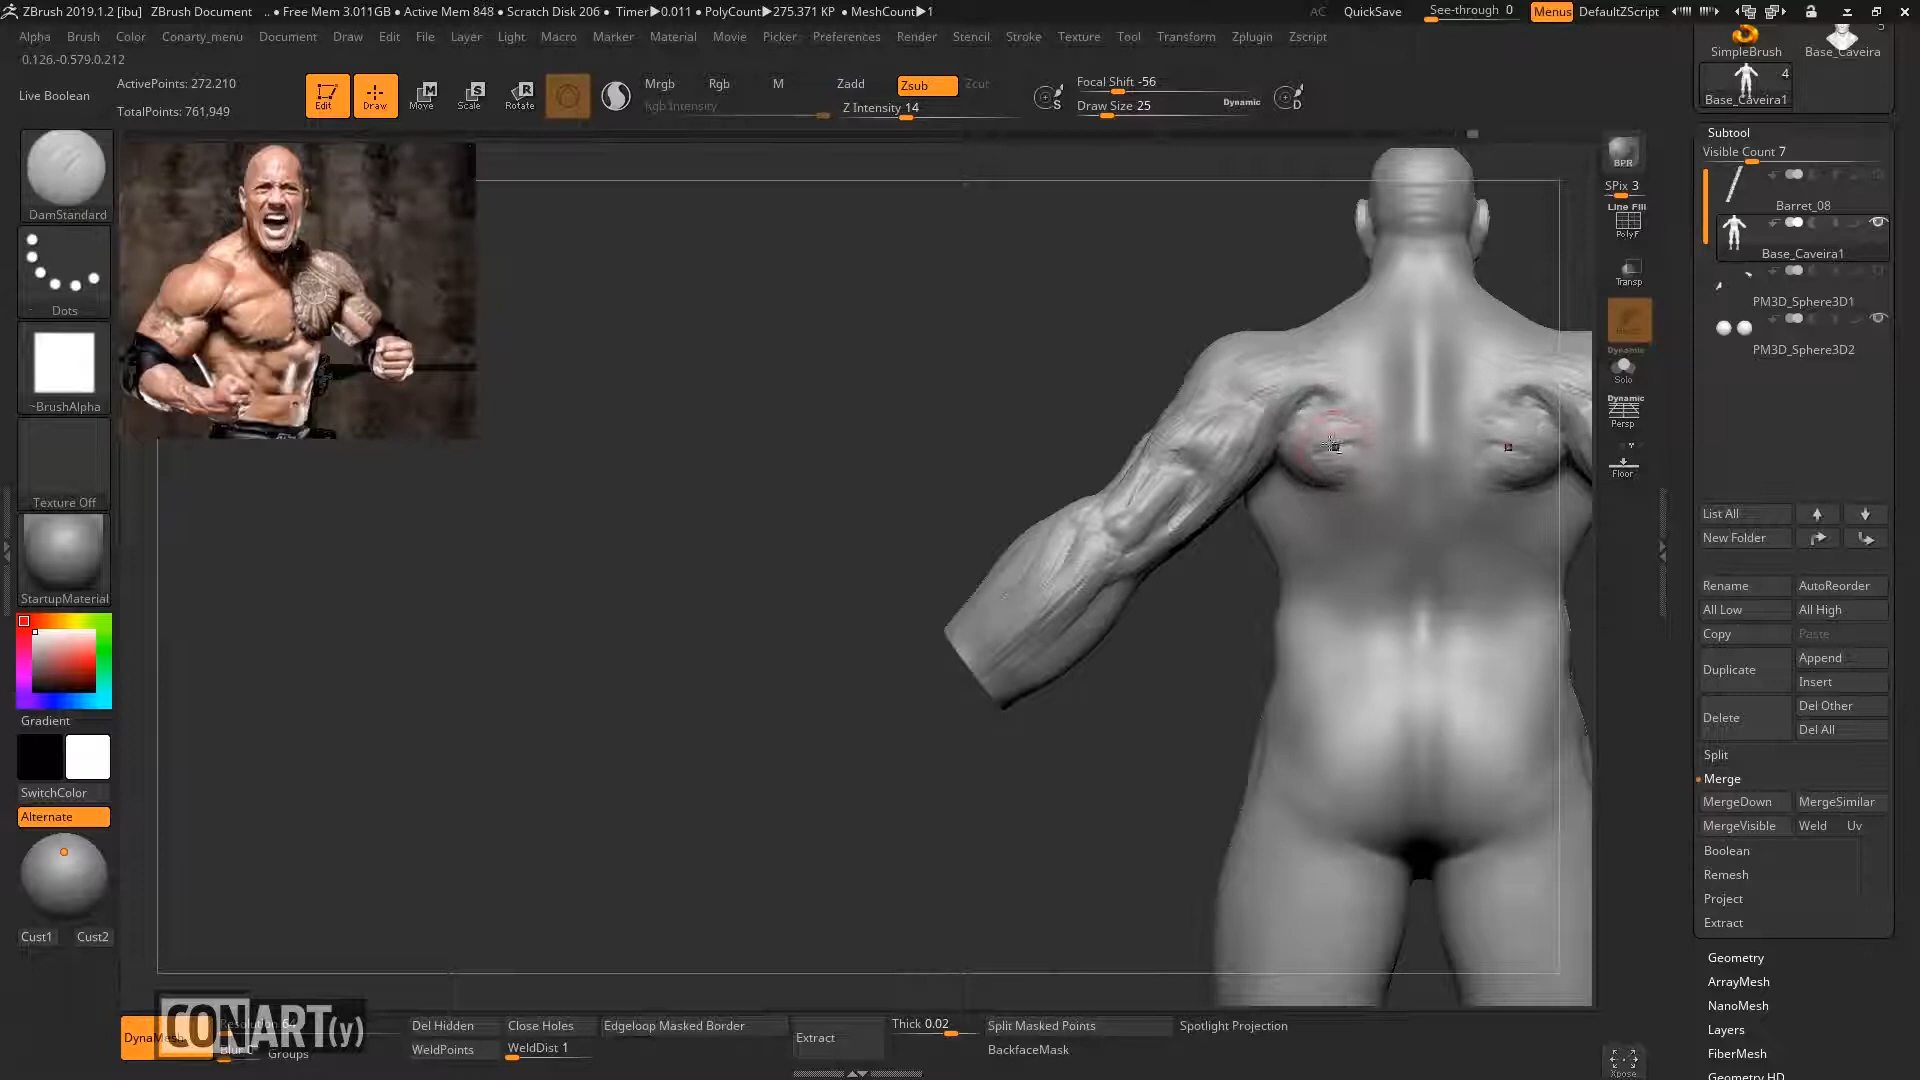 ZBrush 2019.1.2 [ibu] ZBrush Document .. • Free Mem 3.011GB • Active Mem 848 • Scratch Disk 206 • Timer▶0.011 • PolyCount▶275.371 KP • MeshCount▶1 AC QuickSave See-through 0 Menus DefaultZScript
Alpha Brush Color Conarty_menu Document Draw Edit File Layer Light Macro Marker Material Movie Picker Preferences Render Stencil Stroke Texture Tool Transform Zplugin Zscript
0.126.-0.579.0.212
Live Boolean
ActivePoints: 272.210
TotalPoints: 761,949
Edit Draw Move Scale Rotate
Mrgb Rgb M
Rgb Intensity
Zadd Zsub Zcut
Z Intensity 14
Focal Shift -56
Draw Size 25 Dynamic
DamStandard
Dots
~BrushAlpha
Texture Off
StartupMaterial
Gradient
SwitchColor
Alternate
Cust1 Cust2
BPR
SPix 3
Line Fill
PolyF
Transp
Dynamic
Solo
Dynamic
Persp
Floor
Xpose
SimpleBrush Base_Caveira
5
4
Base_Caveira1
Subtool
Visible Count 7
Barret_08
Base_Caveira1
PM3D_Sphere3D1
PM3D_Sphere3D2
List All
New Folder
Rename AutoReorder
All Low All High
Copy Paste
Duplicate Append
Insert
Delete Del Other
Del All
Split
Merge
MergeDown MergeSimilar
MergeVisible Weld Uv
Boolean
Remesh
Project
Extract
Geometry
ArrayMesh
NanoMesh
Layers
FiberMesh
Geometry HD
CONART(y)
DynaMesh
Resolution 64
Blur 0 Groups
Del Hidden Close Holes Edgeloop Masked Border
WeldPoints WeldDist 1
Extract
Thick 0.02
Split Masked Points Spotlight Projection
BackfaceMask